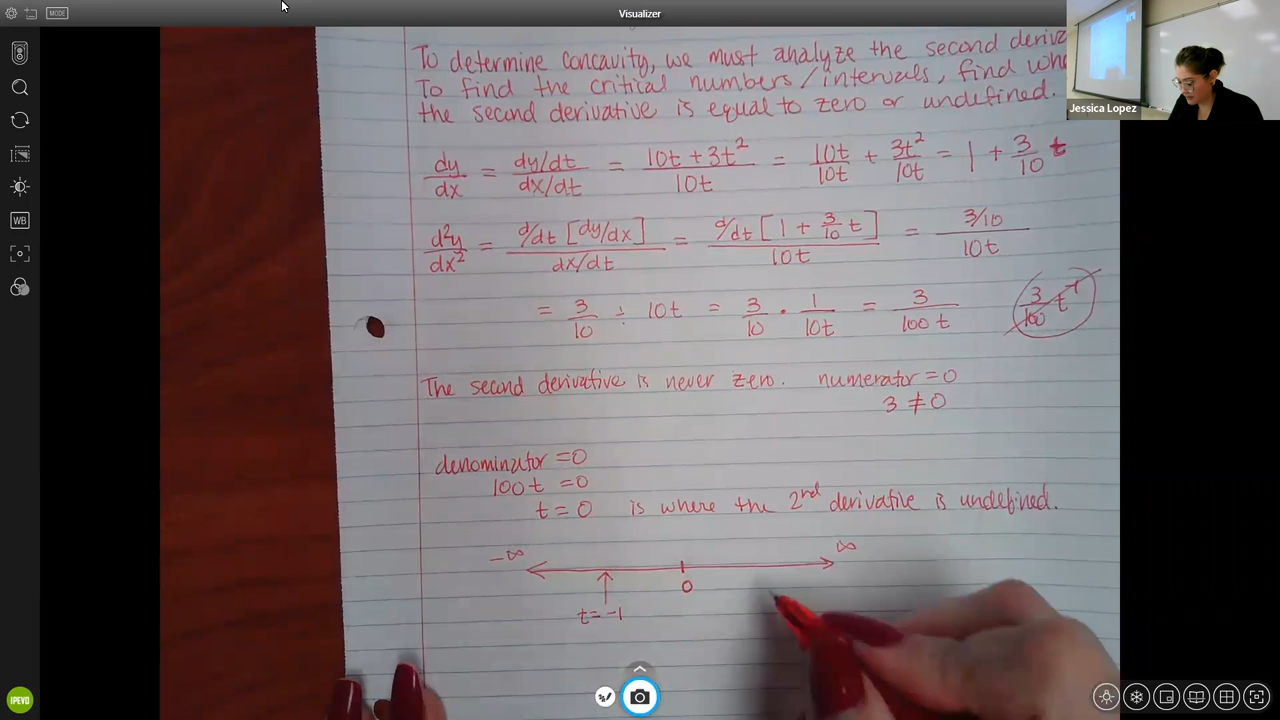 MODE
Visualizer
Jessica Lopez
To determine concavity, we must analyze the second
To find the critical numbers/intervals, find
the second derivative is equal to zero or undefined.
dy/dx = (dy/dt)/(dx/dt) = (10t + 3t²)/(10t) = 10t/10t + 3t²/10t = 1 + 3/10 t
d²y/dx² = (d/dt [dy/dx])/(dx/dt) = (d/dt [1 + 3/10 t])/(10t) = (3/10)/(10t)
= 3/10 ÷ 10t = 3/10 · 1/10t = 3/100t 3/100 t⁻¹
The second derivative is never zero. numerator = 0
3 ≠ 0
denominator = 0
100t = 0
t = 0 is where the 2nd derivative is undefined.
-∞ ∞
0
t = -1
WB
IPEVO